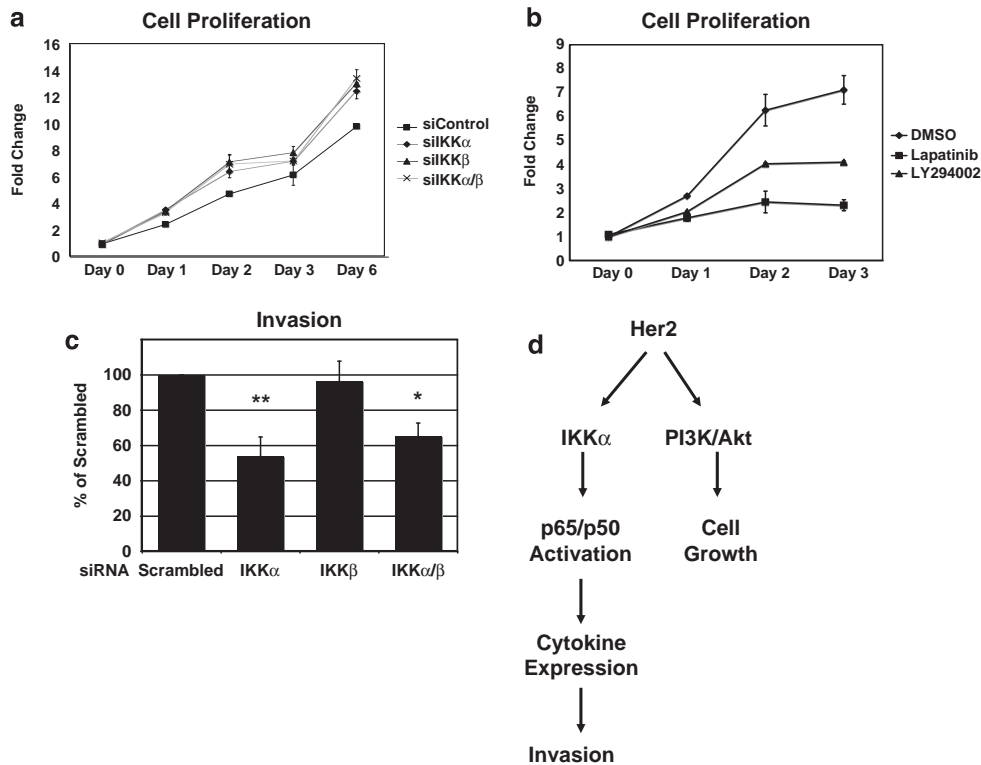 a
Cell Proliferation
16
14
12
10
8
6
4
2
0
Fold Change
Day 0 Day 1 Day 2 Day 3 Day 6
siControl
siIKKα
siIKKβ
siIKKα/β
b
Cell Proliferation
9
8
7
6
5
4
3
2
1
0
Fold Change
Day 0 Day 1 Day 2 Day 3
DMSO
Lapatinib
LY294002
c
Invasion
100
80
60
40
20
0
% of Scrambled
** *
siRNA Scrambled IKKα IKKβ IKKα/β
d
Her2
IKKα PI3K/Akt
p65/p50
Activation
Cell
Growth
Cytokine
Expression
Invasion